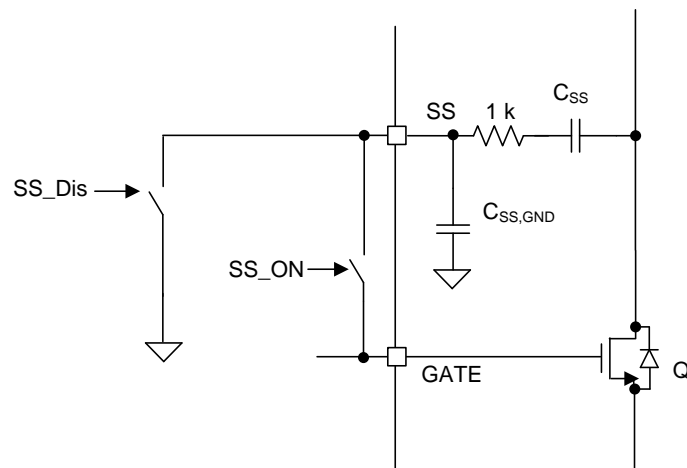 C_SS
SS
1 k
SS_Dis
C_SS,GND
SS_ON
GATE
Q